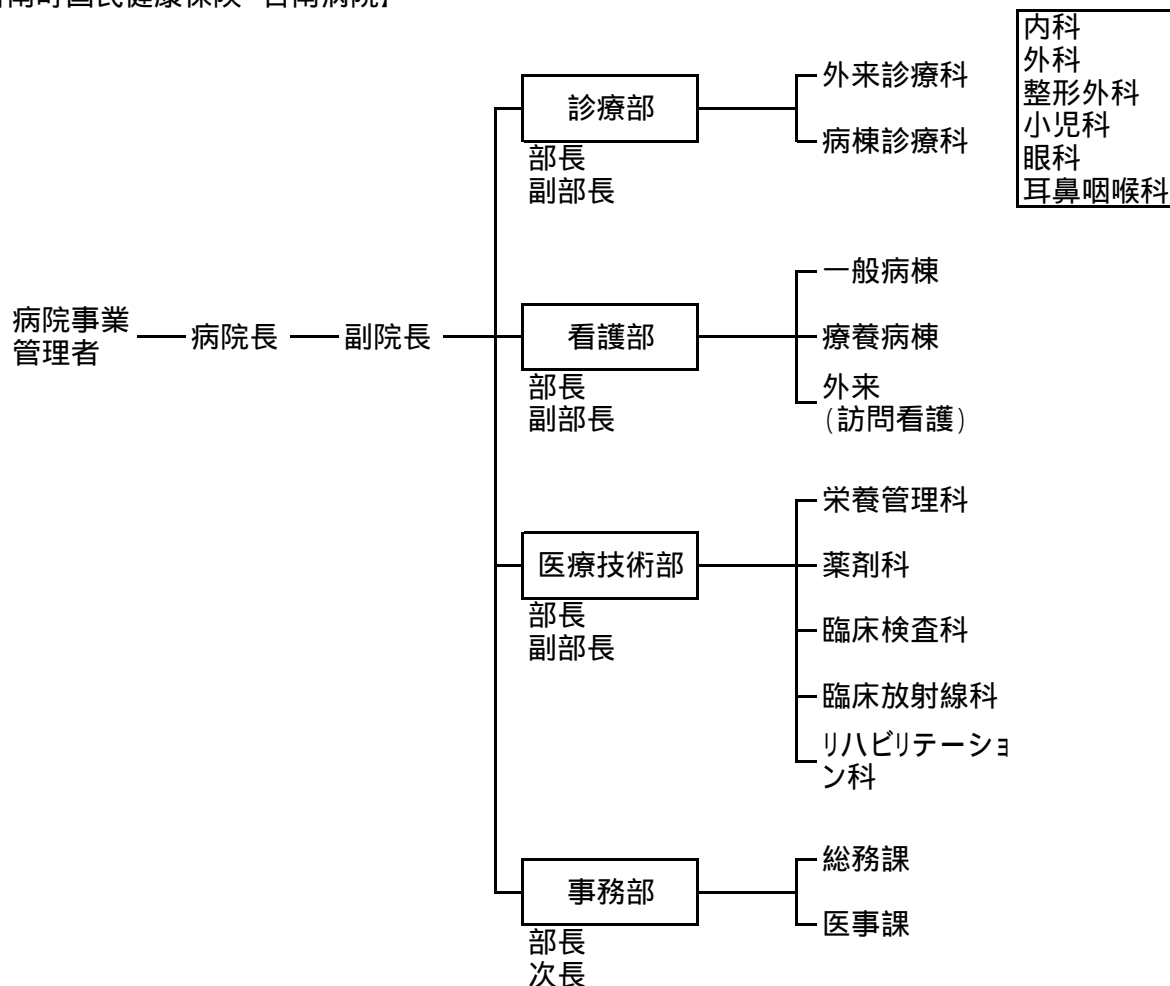 内科
外科
整形外科
小児科
眼科
耳鼻咽喉科
診療部
部長
副部長
外来診療科
病棟診療科
病院事業
管理者
病院長
副院長
看護部
部長
副部長
一般病棟
療養病棟
外来
(訪問看護)
医療技術部
部長
副部長
栄養管理科
薬剤科
臨床検査科
臨床放射線科
リハビリテーショ
ン科
事務部
部長
次長
総務課
医事課